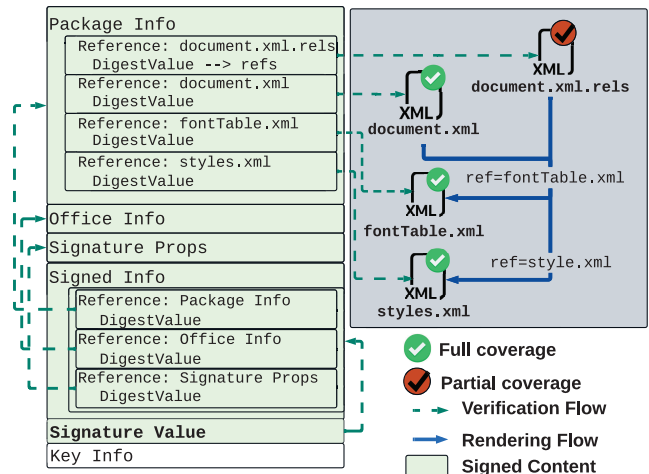 Package Info
Reference: document.xml.rels
DigestValue --> refs
Reference: document.xml
DigestValue
Reference: fontTable.xml
DigestValue
Reference: styles.xml
DigestValue
Office Info
Signature Props
Signed Info
Reference: Package Info
DigestValue
Reference: Office Info
DigestValue
Reference: Signature Props
DigestValue
Signature Value
Key Info
XML
document.xml.rels
XML
document.xml
ref=fontTable.xml
XML
fontTable.xml
ref=style.xml
XML
styles.xml
Full coverage
Partial coverage
Verification Flow
Rendering Flow
Signed Content